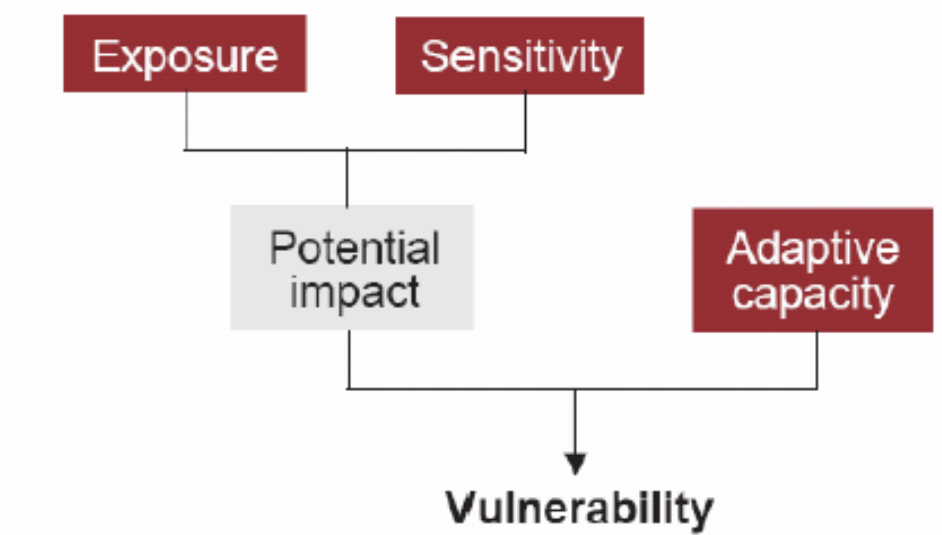 Exposure
Sensitivity
Potential
impact
Adaptive
capacity
Vulnerability